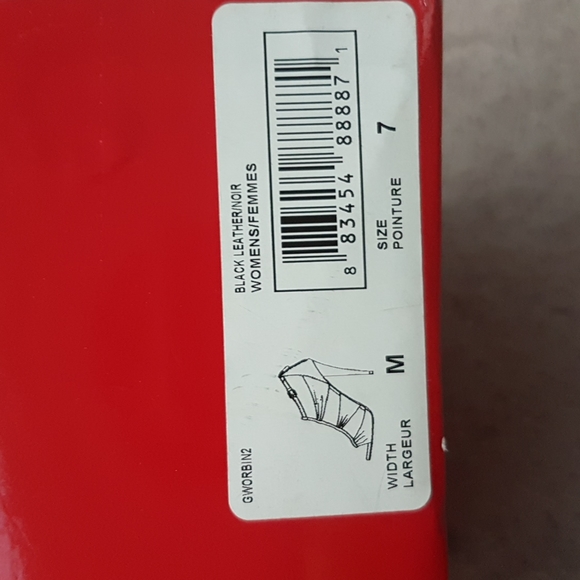 GWORBIN2
BLACK LEATHER/NOIR
WOMENS/FEMMES
8 83454 88887 1
WIDTH
LARGEUR
M
SIZE
POINTURE
7